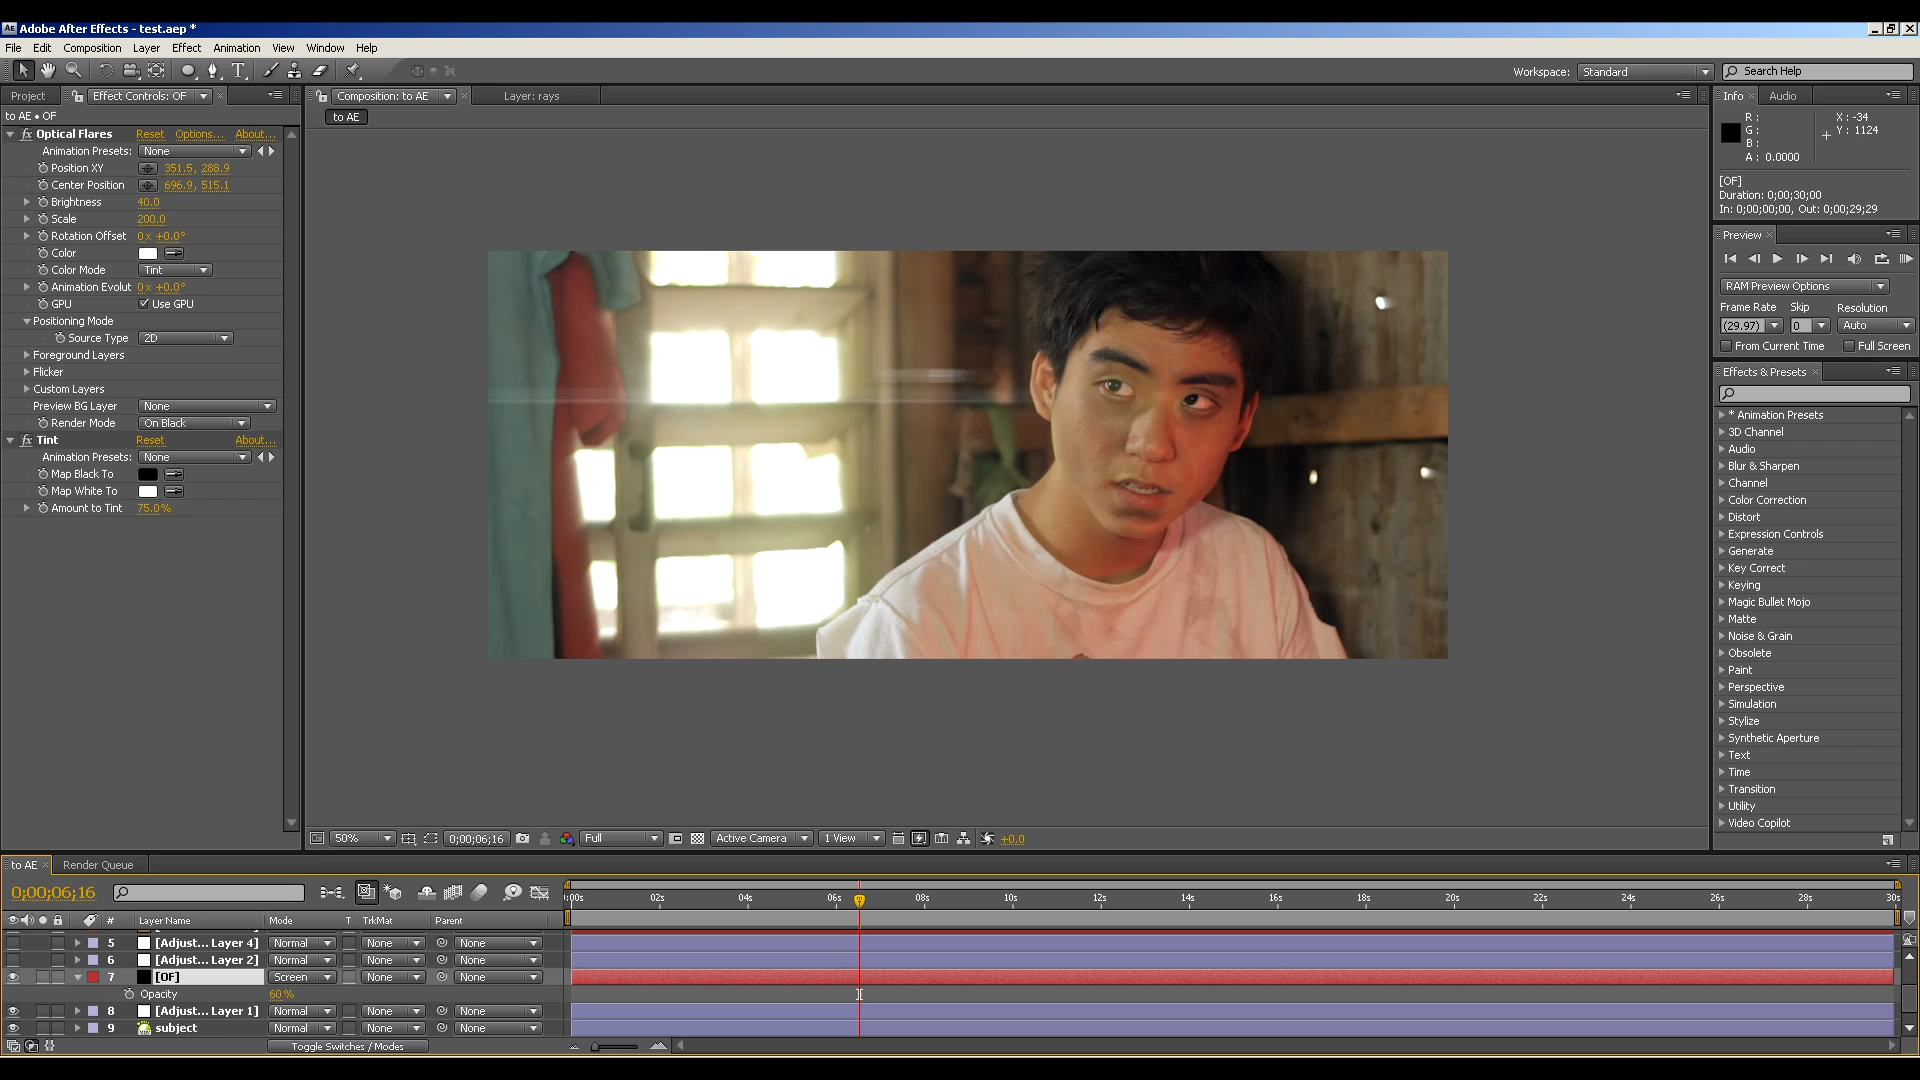 Adobe After Effects - test.aep *
File Edit Composition Layer Effect Animation View Window Help
Workspace: Standard Search Help
Project Effect Controls: OF Composition: to AE Layer: rays Info Audio
to AE • OF
to AE
Optical Flares Reset Options... About...
Animation Presets: None
Position XY 351.5, 288.9
Center Position 696.9, 515.1
Brightness 40.0
Scale 200.0
Rotation Offset 0x +0.0°
Color
Color Mode Tint
Animation Evolut 0x +0.0°
GPU Use GPU
Positioning Mode
Source Type 2D
Foreground Layers
Flicker
Custom Layers
Preview BG Layer None
Render Mode On Black
Tint Reset About...
Animation Presets: None
Map Black To
Map White To
Amount to Tint 75.0%
R :
G :
B :
A : 0.0000
X : -34
Y : 1124
[OF]
Duration: 0;00;30;00
In: 0;00;00;00, Out: 0;00;29;29
Preview
RAM Preview Options
Frame Rate Skip Resolution
(29.97) 0 Auto
From Current Time Full Screen
Effects & Presets
* Animation Presets
3D Channel
Audio
Blur & Sharpen
Channel
Color Correction
Distort
Expression Controls
Generate
Key Correct
Keying
Magic Bullet Mojo
Matte
Noise & Grain
Obsolete
Paint
Perspective
Simulation
Stylize
Synthetic Aperture
Text
Time
Transition
Utility
Video Copilot
50% 0;00;06;16 Full Active Camera 1 View +0.0
to AE Render Queue
0;00;06;16
:00s 02s 04s 06s 08s 10s 12s 14s 16s 18s 20s 22s 24s 26s 28s 30s
# Layer Name Mode T TrkMat Parent
5 [Adjust... Layer 4] Normal None None
6 [Adjust... Layer 2] Normal None None
7 [OF] Screen None None
Opacity 60%
8 [Adjust... Layer 1] Normal None None
9 subject Normal None None
Toggle Switches / Modes